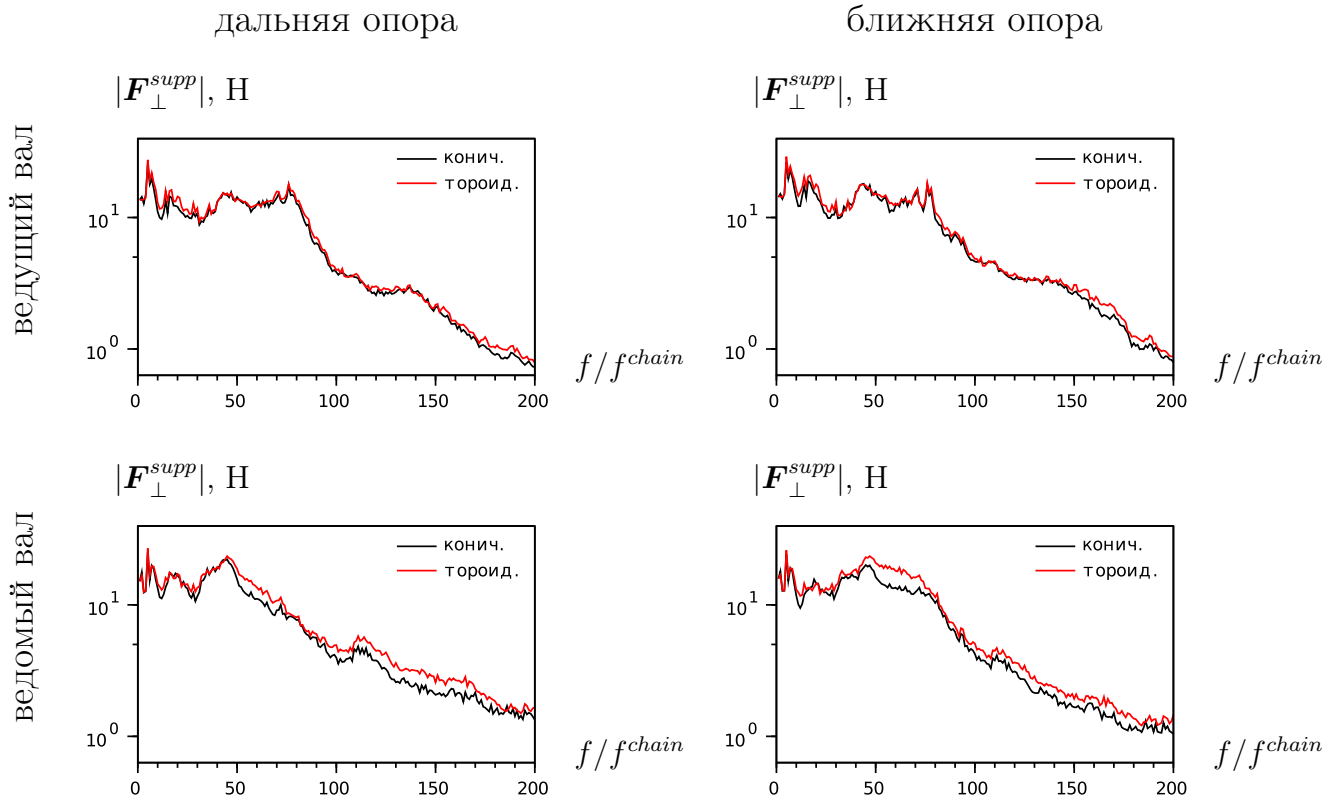 дальняя опора
ближняя опора
ведущий вал
|F⊥^supp|, Н
конич.
тороид.
10^1
10^0
0 50 100 150 200
f/f^chain
|F⊥^supp|, Н
конич.
тороид.
10^1
10^0
0 50 100 150 200
f/f^chain
ведомый вал
|F⊥^supp|, Н
конич.
тороид.
10^1
10^0
0 50 100 150 200
f/f^chain
|F⊥^supp|, Н
конич.
тороид.
10^1
10^0
0 50 100 150 200
f/f^chain